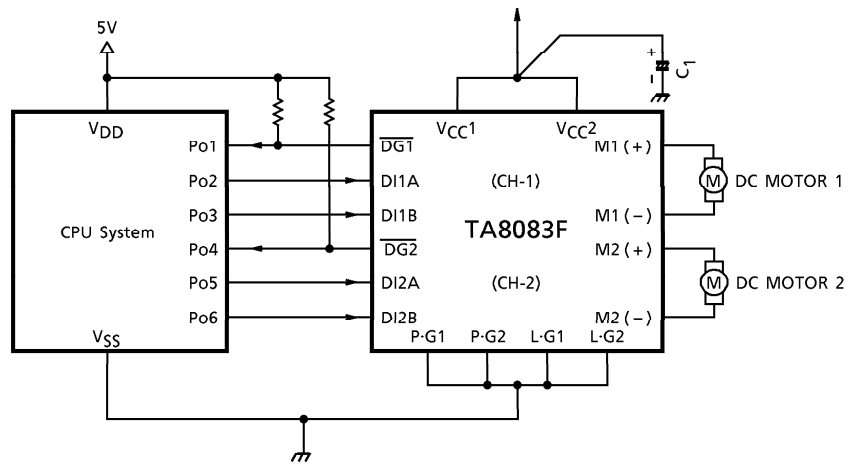 5V
C1
VDD
VCC1
VCC2
Po1
DG1
M1 (+)
Po2
DI1A
(CH-1)
M
DC MOTOR 1
Po3
DI1B
M1 (−)
CPU System
TA8083F
Po4
DG2
M2 (+)
Po5
DI2A
(CH-2)
M
DC MOTOR 2
Po6
DI2B
M2 (−)
VSS
P·G1
P·G2
L·G1
L·G2